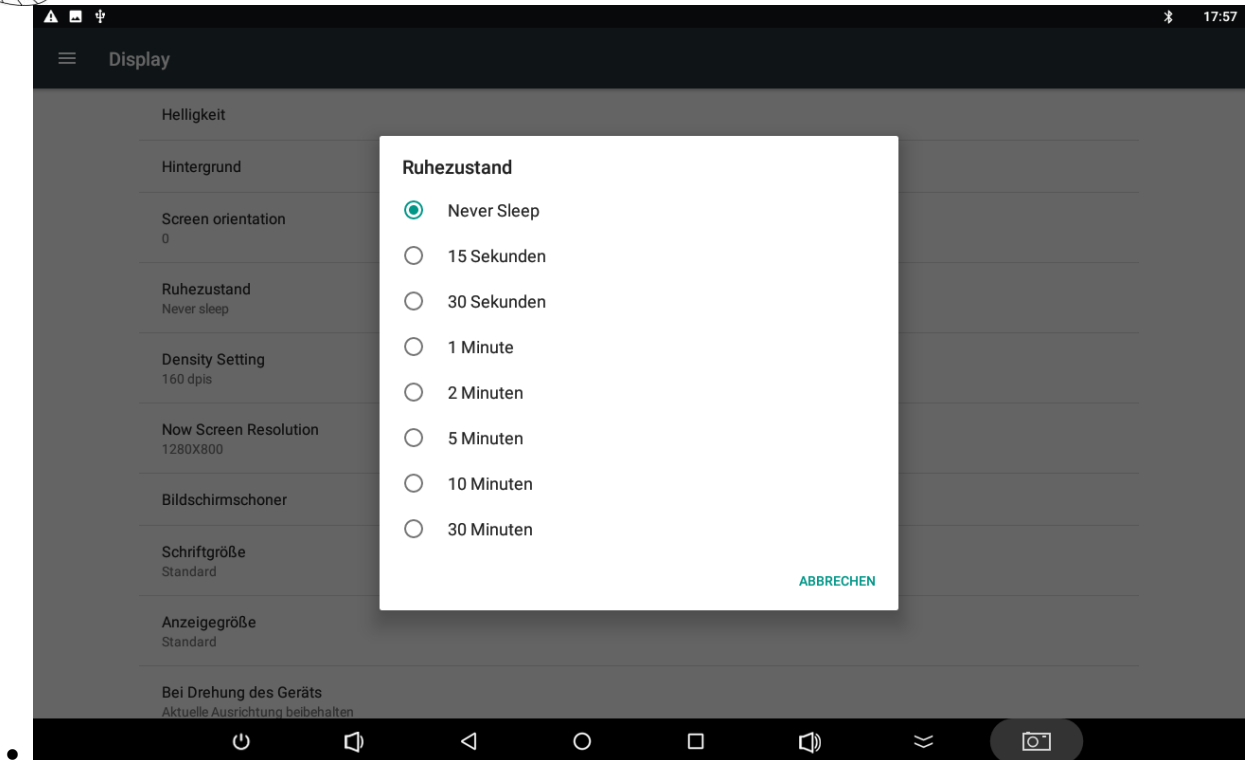 17:57
Display
Helligkeit
Hintergrund
Screen orientation
0
Ruhezustand
Never sleep
Density Setting
160 dpis
Now Screen Resolution
1280X800
Bildschirmschoner
Schriftgröße
Standard
Anzeigegröße
Standard
Bei Drehung des Geräts
Aktuelle Ausrichtung beibehalten
Ruhezustand
Never Sleep
15 Sekunden
30 Sekunden
1 Minute
2 Minuten
5 Minuten
10 Minuten
30 Minuten
ABBRECHEN